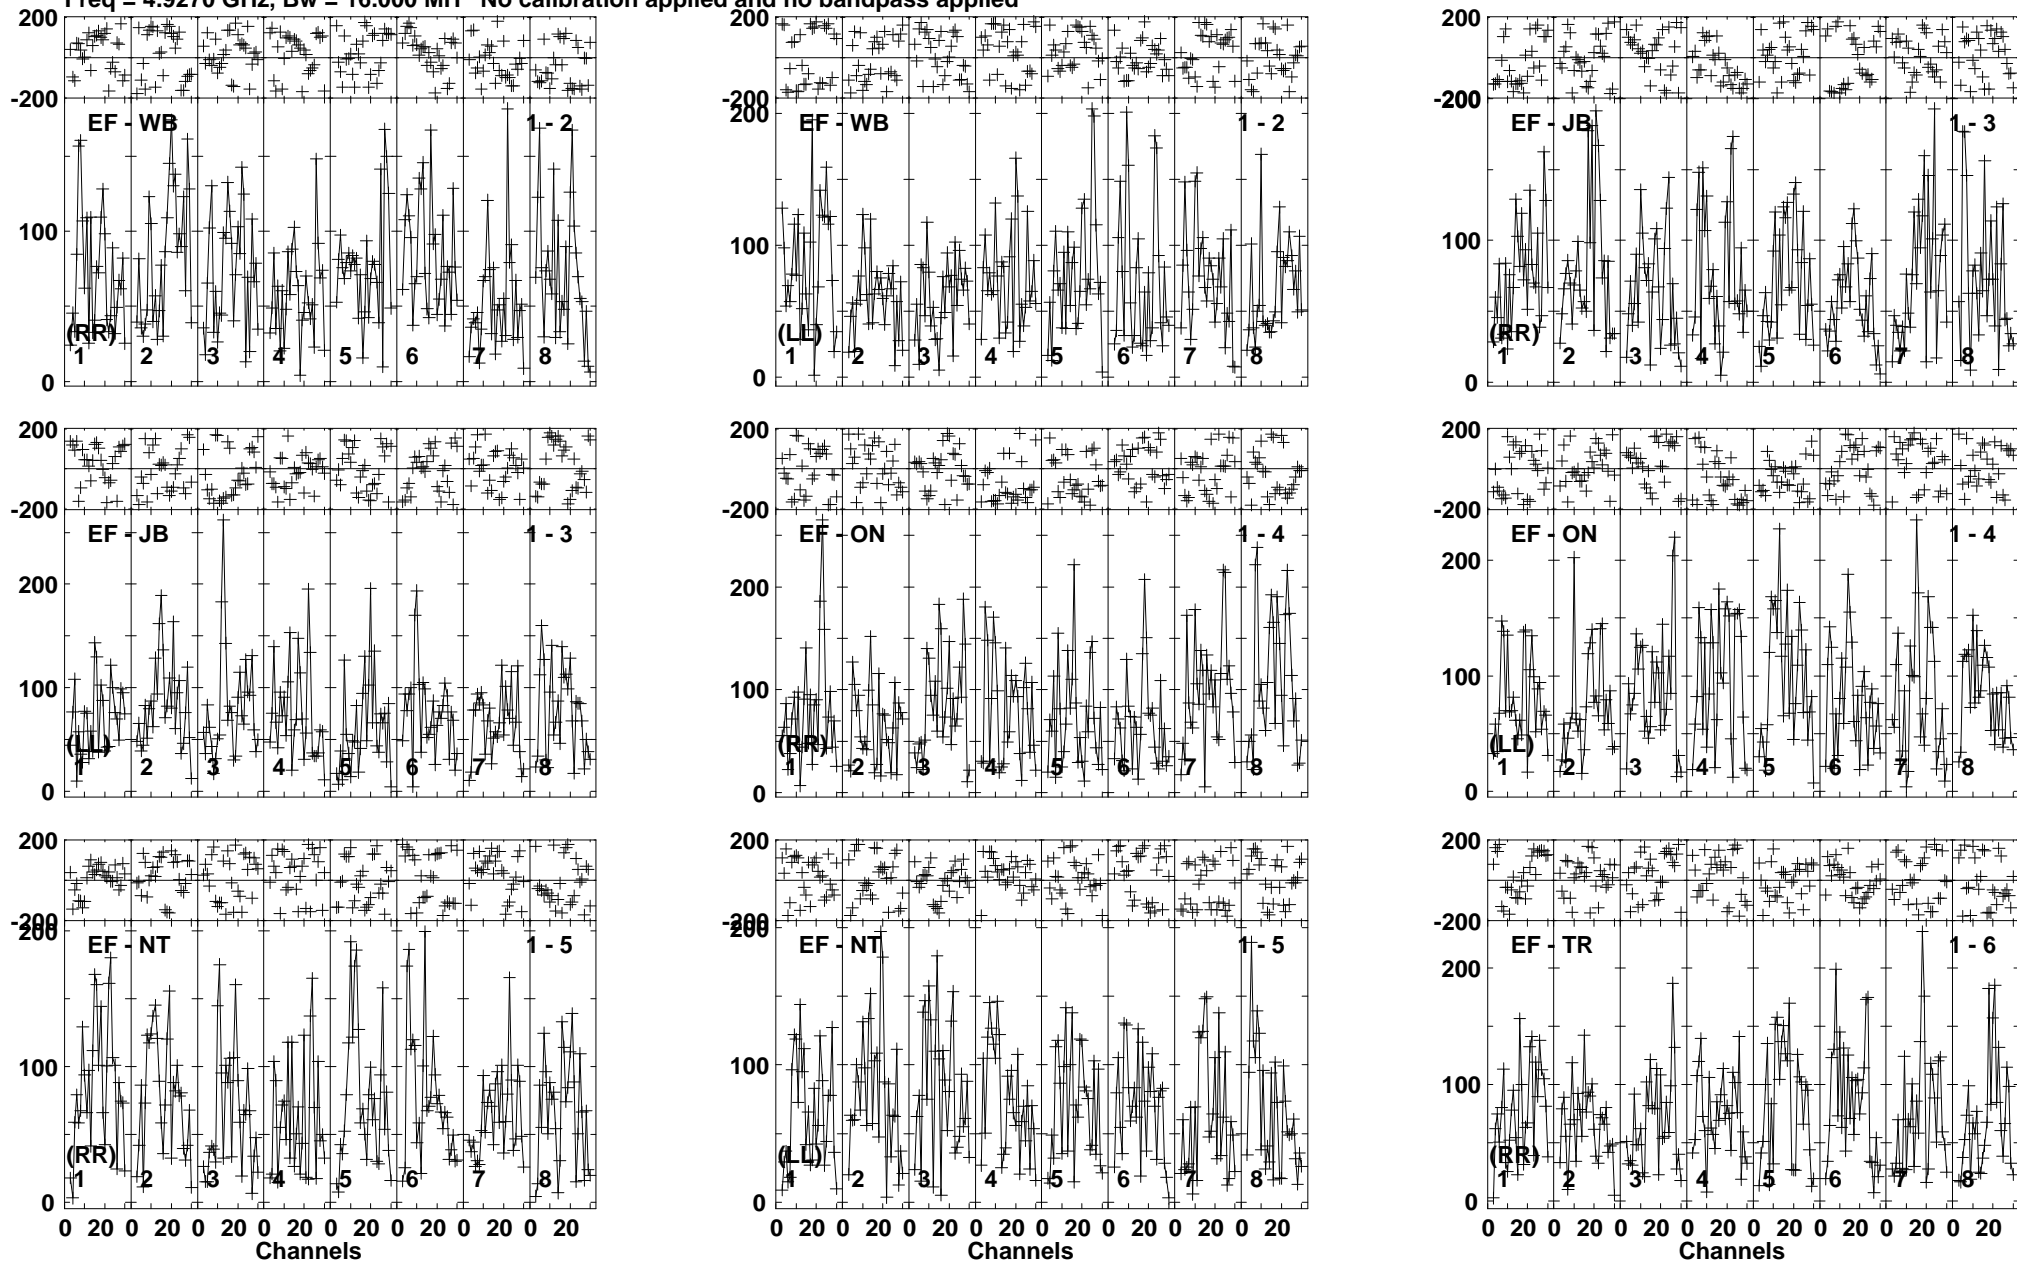 Freq = 4.9270 GHz, Bw = 16.000 MH No calibration applied and no bandpass applied
200 200 200
-200 -200 -200
EF - WB 1 - 2 EF - WB 1 - 2 EF - JB 1 - 3
200
100 100 100
(RR) (LL) (RR)
1 2 3 4 5 6 7 8 1 2 3 4 5 6 7 8 1 2 3 4 5 6 7 8
0 0 0
200 200 200
-200 -200 -200
EF - JB 1 - 3 EF - ON 1 - 4 EF - ON 1 - 4
200 200 200
100 100 100
(LL) (RR) (LL)
1 2 3 4 5 6 7 8 1 2 3 4 5 6 7 8 1 2 3 4 5 6 7 8
0 0 0
200 200 200
-200 -200 -200
200 200
EF - NT 1 - 5 EF - NT 1 - 5 EF - TR 1 - 6
200
100 100 100
(RR) (LL) (RR)
1 2 3 4 5 6 7 8 1 2 3 4 5 6 7 8 1 2 3 4 5 6 7 8
0 0 0
0 20 0 20 0 20 0 20 0 20 0 20 0 20 0 20 0 20 0 20 0 20 0 20 0 20 0 20 0 20 0 20 0 20 0 20 0 20 0 20 0 20 0 20 0 20 0 20
Channels Channels Channels